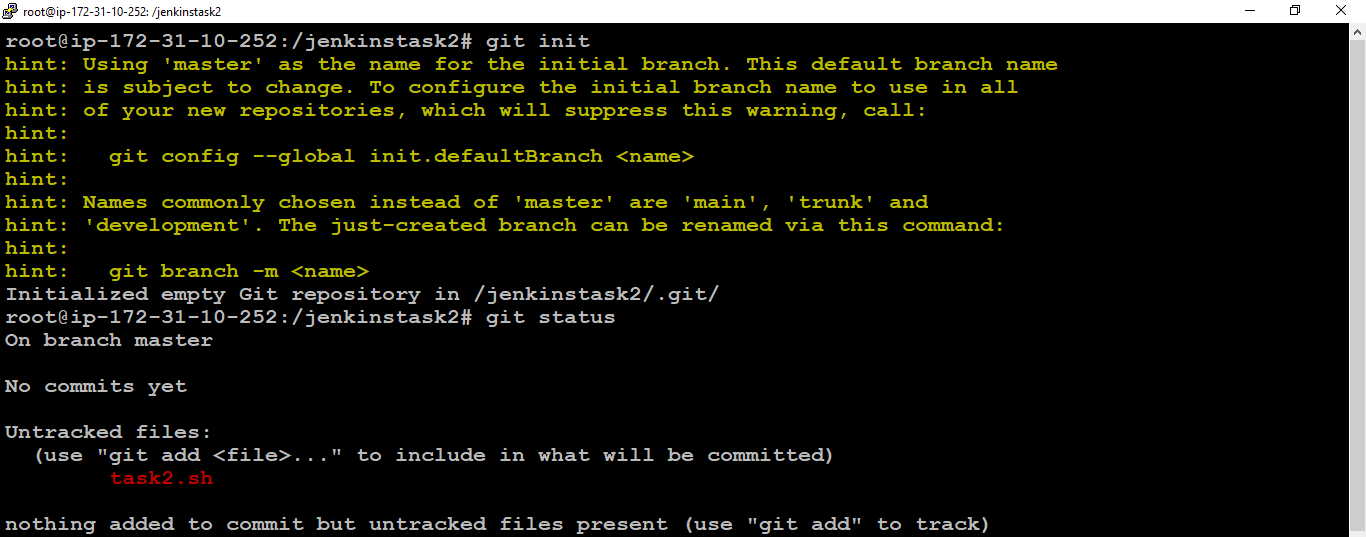 root@ip-172-31-10-252: /jenkinstask2
root@ip-172-31-10-252:/jenkinstask2# git init
hint: Using 'master' as the name for the initial branch. This default branch name
hint: is subject to change. To configure the initial branch name to use in all
hint: of your new repositories, which will suppress this warning, call:
hint:
hint:   git config --global init.defaultBranch <name>
hint:
hint: Names commonly chosen instead of 'master' are 'main', 'trunk' and
hint: 'development'. The just-created branch can be renamed via this command:
hint:
hint:   git branch -m <name>
Initialized empty Git repository in /jenkinstask2/.git/
root@ip-172-31-10-252:/jenkinstask2# git status
On branch master
No commits yet
Untracked files:
  (use "git add <file>..." to include in what will be committed)
        task2.sh
nothing added to commit but untracked files present (use "git add" to track)